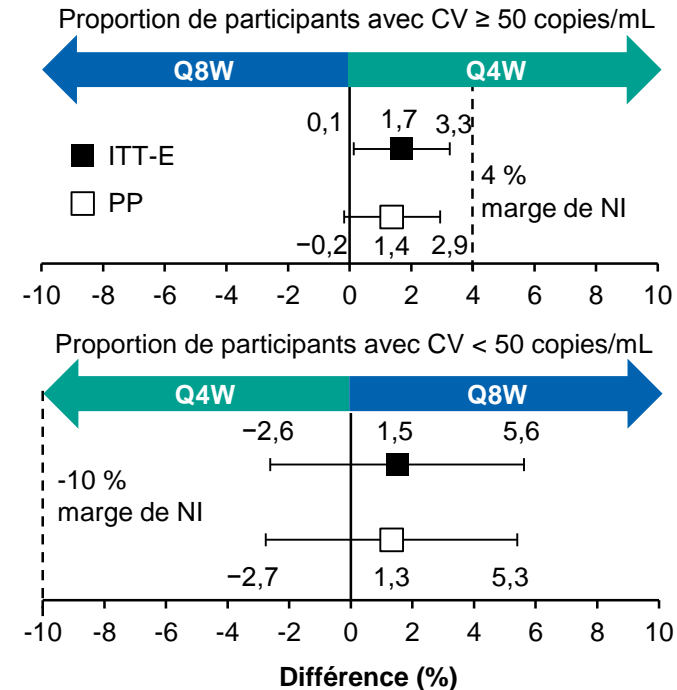 Proportion de participants avec CV ≥ 50 copies/mL
Q8W Q4W
0,1 1,7 3,3
ITT-E
PP
4 %
marge de NI
−0,2 1,4 2,9
-10 -8 -6 -4 -2 0 2 4 6 8 10
Proportion de participants avec CV < 50 copies/mL
Q4W Q8W
−2,6 1,5 5,6
-10 %
marge de NI
−2,7 1,3 5,3
-10 -8 -6 -4 -2 0 2 4 6 8 10
Différence (%)